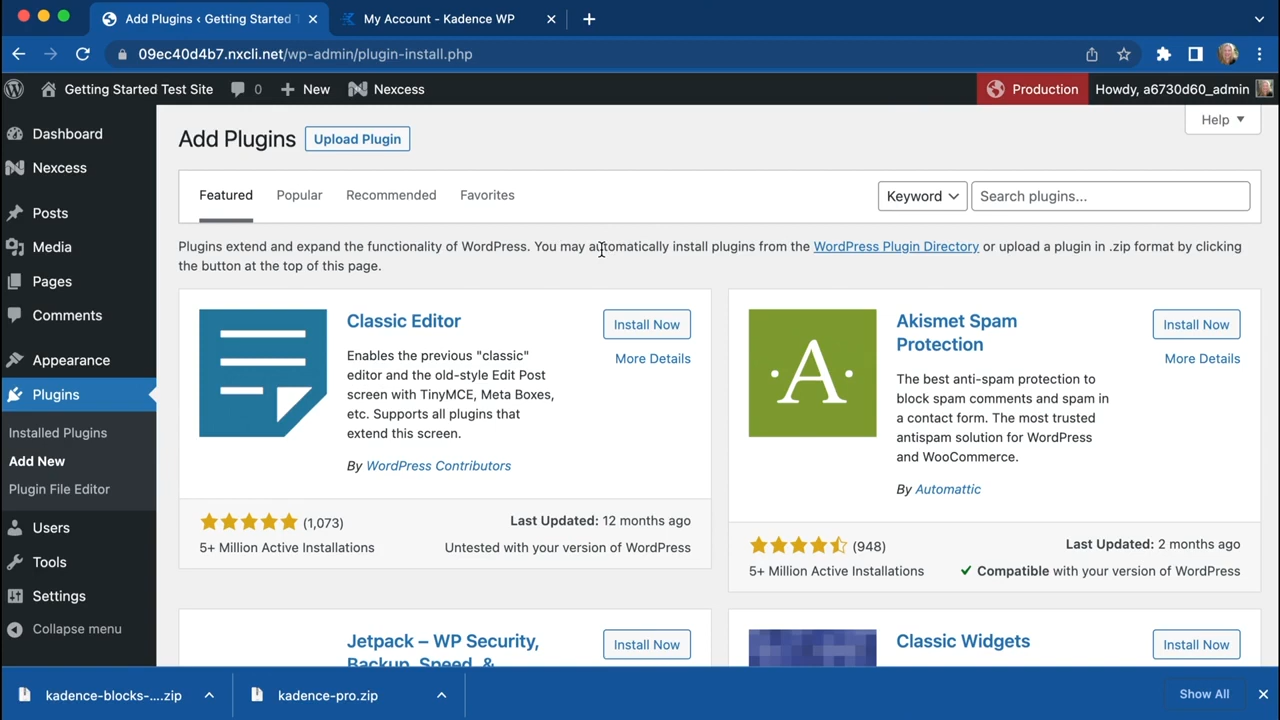 Add Plugins ‹ Getting Started T
My Account - Kadence WP
09ec40d4b7.nxcli.net/wp-admin/plugin-install.php
Getting Started Test Site
0
New
Nexcess
Production
Howdy, a6730d60_admin
Dashboard
Nexcess
Posts
Media
Pages
Comments
Appearance
Plugins
Installed Plugins
Add New
Plugin File Editor
Users
Tools
Settings
Collapse menu
Add Plugins
Upload Plugin
Help
Featured
Popular
Recommended
Favorites
Keyword
Search plugins...
Plugins extend and expand the functionality of WordPress. You may automatically install plugins from the WordPress Plugin Directory or upload a plugin in .zip format by clicking
the button at the top of this page.
Classic Editor
Install Now
More Details
Enables the previous "classic"
editor and the old-style Edit Post
screen with TinyMCE, Meta Boxes,
etc. Supports all plugins that
extend this screen.
By WordPress Contributors
(1,073)
Last Updated: 12 months ago
5+ Million Active Installations
Untested with your version of WordPress
A
Akismet Spam
Protection
Install Now
More Details
The best anti-spam protection to
block spam comments and spam in
a contact form. The most trusted
antispam solution for WordPress
and WooCommerce.
By Automattic
(948)
Last Updated: 2 months ago
5+ Million Active Installations
Compatible with your version of WordPress
Jetpack – WP Security,
Backup, Speed, &
Install Now
Classic Widgets
Install Now
kadence-blocks-....zip
kadence-pro.zip
Show All